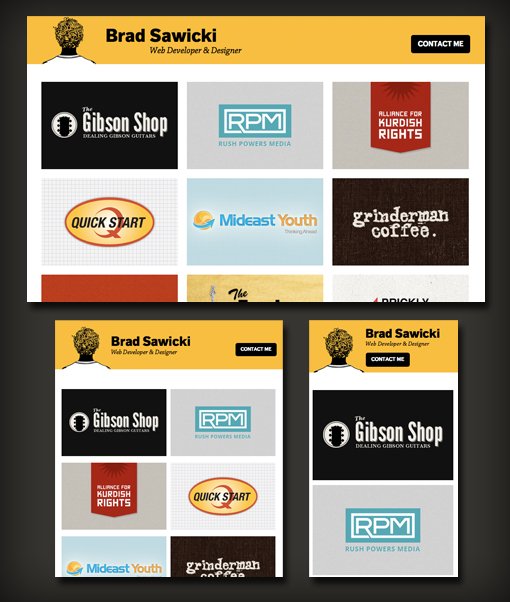 Brad Sawicki
Web Developer & Designer
CONTACT ME
The
Gibson Shop
DEALING GIBSON GUITARS
RPM
RUSH POWERS MEDIA
ALLIANCE FOR
KURDISH
RIGHTS
QUICK START
Q
Mideast Youth
Thinking Ahead
grinderman
coffee.
The
Brad Sawicki
Web Developer & Designer
CONTACT ME
The
Gibson Shop
DEALING GIBSON GUITARS
RPM
RUSH POWERS MEDIA
ALLIANCE FOR
KURDISH
RIGHTS
QUICK START
Q
Mideast Youth
grinderman
Brad Sawicki
Web Developer & Designer
CONTACT ME
The
Gibson Shop
DEALING GIBSON GUITARS
RPM
RUSH POWERS MEDIA